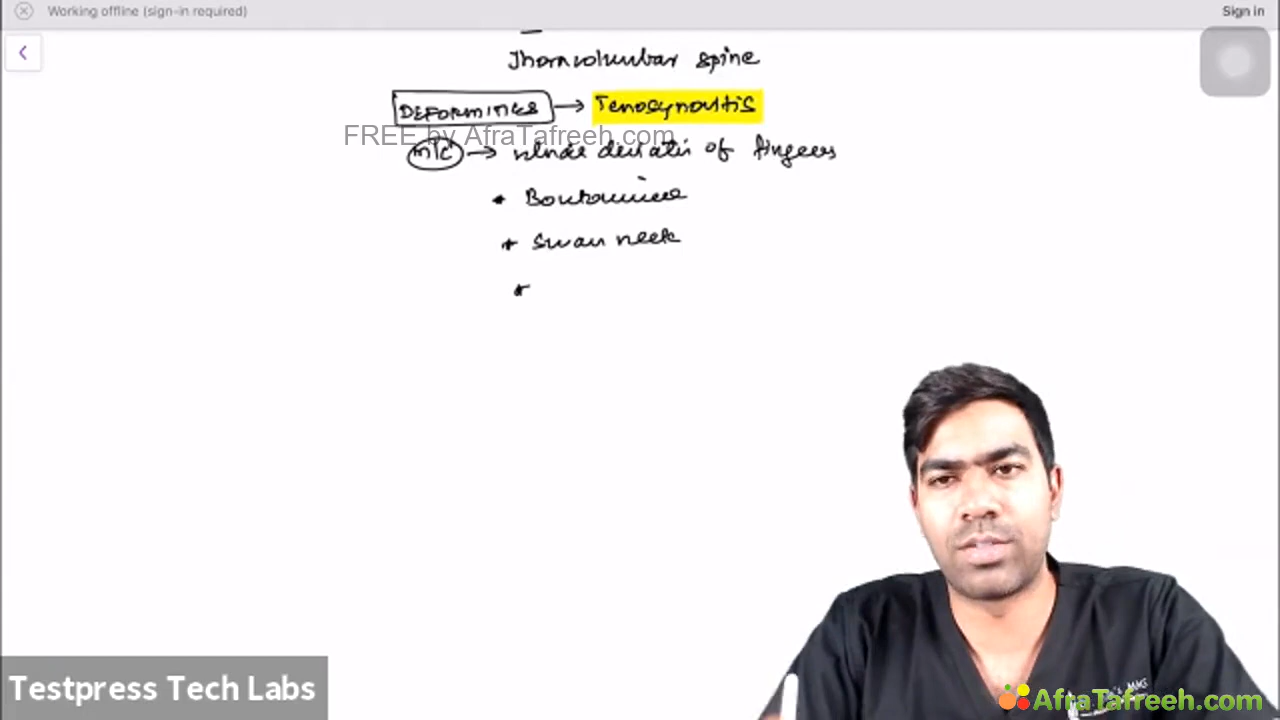 Working offline (sign-in required)
Sign in
Thoracolumbar spine
DEFORMITIES → Tenosynovitis
FREE by AfraTafreeh.com
m/c → ulnar deviation of fingers
* Boutonniere
* Swan neck
*
Testpress Tech Labs
AfraTafreeh.com